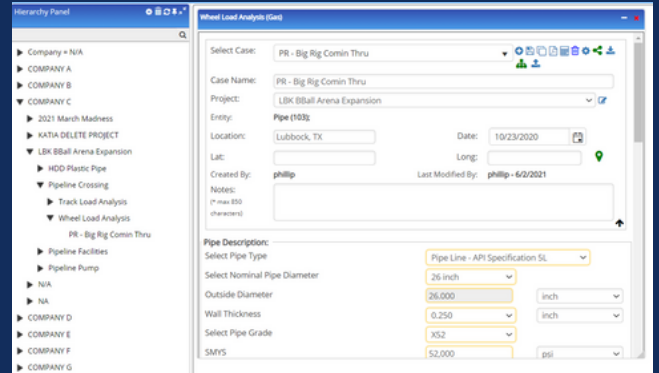 Hierarchy Panel
Company = N/A
COMPANY A
COMPANY B
COMPANY C
2021 March Madness
KATIA DELETE PROJECT
LBK BBall Arena Expansion
HDD Plastic Pipe
Pipeline Crossing
Track Load Analysis
Wheel Load Analysis
PR - Big Rig Comin Thru
Pipeline Facilities
Pipeline Pump
N/A
NA
COMPANY D
COMPANY E
COMPANY F
COMPANY G
Wheel Load Analysis (Gas)
Select Case: PR - Big Rig Comin Thru
Case Name: PR - Big Rig Comin Thru
Project: LBK BBall Arena Expansion
Entity: Pipe (103);
Location: Lubbock, TX Date: 10/23/2020
Lat: Long:
Created By: phillip Last Modified By: phillip - 6/2/2021
Notes:
(* max 850
characters)
Pipe Description:
Select Pipe Type Pipe Line - API Specification 5L
Select Nominal Pipe Diameter 26 inch
Outside Diameter 26.000 inch
Wall Thickness 0.250 inch
Select Pipe Grade X52
SMYS 52,000 psi